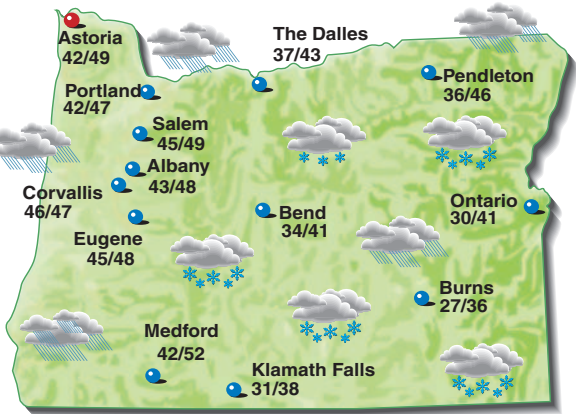 Astoria
42/49
The Dalles
37/43
Portland
42/47
Pendleton
36/46
Salem
45/49
Albany
43/48
Corvallis
46/47
Ontario
30/41
Bend
34/41
Eugene
45/48
Burns
27/36
Medford
42/52
Klamath Falls
31/38